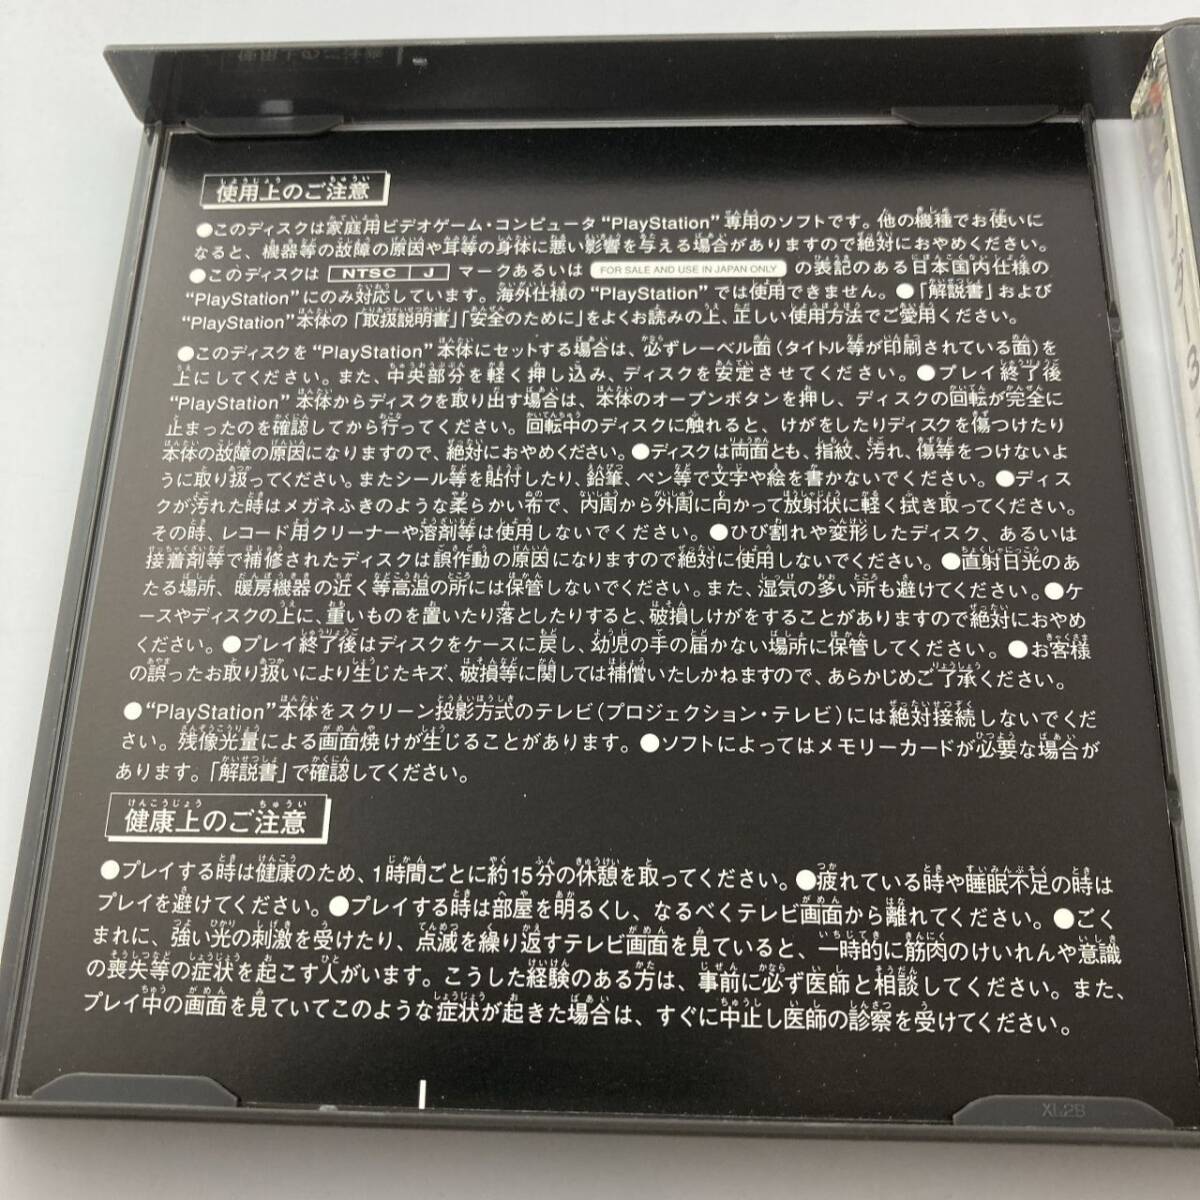 使用上のご注意
●このディスクは家庭用ビデオゲーム・コンピュータ“PlayStation”専用のソフトです。他の機種でお使いに
なると、機器等の故障の原因や耳等の身体に悪い影響を与える場合がありますので絶対におやめください。
●このディスクは NTSC J マークあるいは FOR SALE AND USE IN JAPAN ONLY の表記のある日本国内仕様の
“PlayStation”にのみ対応しています。海外仕様の“PlayStation”では使用できません。●「解説書」および
“PlayStation”本体の「取扱説明書」「安全のために」をよくお読みの上、正しい使用方法でご愛用ください。
●このディスクを“PlayStation”本体にセットする場合は、必ずレーベル面(タイトル等が印刷されている面)を
上にしてください。また、中央部分を軽く押し込み、ディスクを安定させてください。●プレイ終了後
“PlayStation”本体からディスクを取り出す場合は、本体のオープンボタンを押し、ディスクの回転が完全に
止まったのを確認してから行ってください。回転中のディスクに触れると、けがをしたりディスクを傷つけたり
本体の故障の原因になりますので、絶対におやめください。●ディスクは両面とも、指紋、汚れ、傷等をつけないよ
うに取り扱ってください。またシール等を貼付したり、鉛筆、ペン等で文字や絵を書かないでください。●ディス
クが汚れた時はメガネふきのような柔らかい布で、内周から外周に向かって放射状に軽く拭き取ってください。
その時、レコード用クリーナーや溶剤等は使用しないでください。●ひび割れや変形したディスク、あるいは
接着剤等で補修されたディスクは誤作動の原因になりますので絶対に使用しないでください。●直射日光のあ
たる場所、暖房機器の近く等高温の所には保管しないでください。また、湿気の多い所も避けてください。●ケ
ースやディスクの上に、重いものを置いたり落としたりすると、破損しけがをすることがありますので絶対におやめ
ください。●プレイ終了後はディスクをケースに戻し、幼児の手の届かない場所に保管してください。●お客様
の誤ったお取り扱いにより生じたキズ、破損等に関しては補償いたしかねますので、あらかじめご了承ください。
●“PlayStation”本体をスクリーン投影方式のテレビ(プロジェクション・テレビ)には絶対接続しないでくだ
さい。残像光量による画面焼けが生じることがあります。●ソフトによってはメモリーカードが必要な場合が
あります。「解説書」で確認してください。
健康上のご注意
●プレイする時は健康のため、1時間ごとに約15分の休憩を取ってください。●疲れている時や睡眠不足の時は
プレイを避けてください。●プレイする時は部屋を明るくし、なるべくテレビ画面から離れてください。●ごく
まれに、強い光の刺激を受けたり、点滅を繰り返すテレビ画面を見ていると、一時的に筋肉のけいれんや意識
の喪失等の症状を起こす人がいます。こうした経験のある方は、事前に必ず医師と相談してください。また、
プレイ中の画面を見ていてこのような症状が起きた場合は、すぐに中止し医師の診察を受けてください。
XL2B